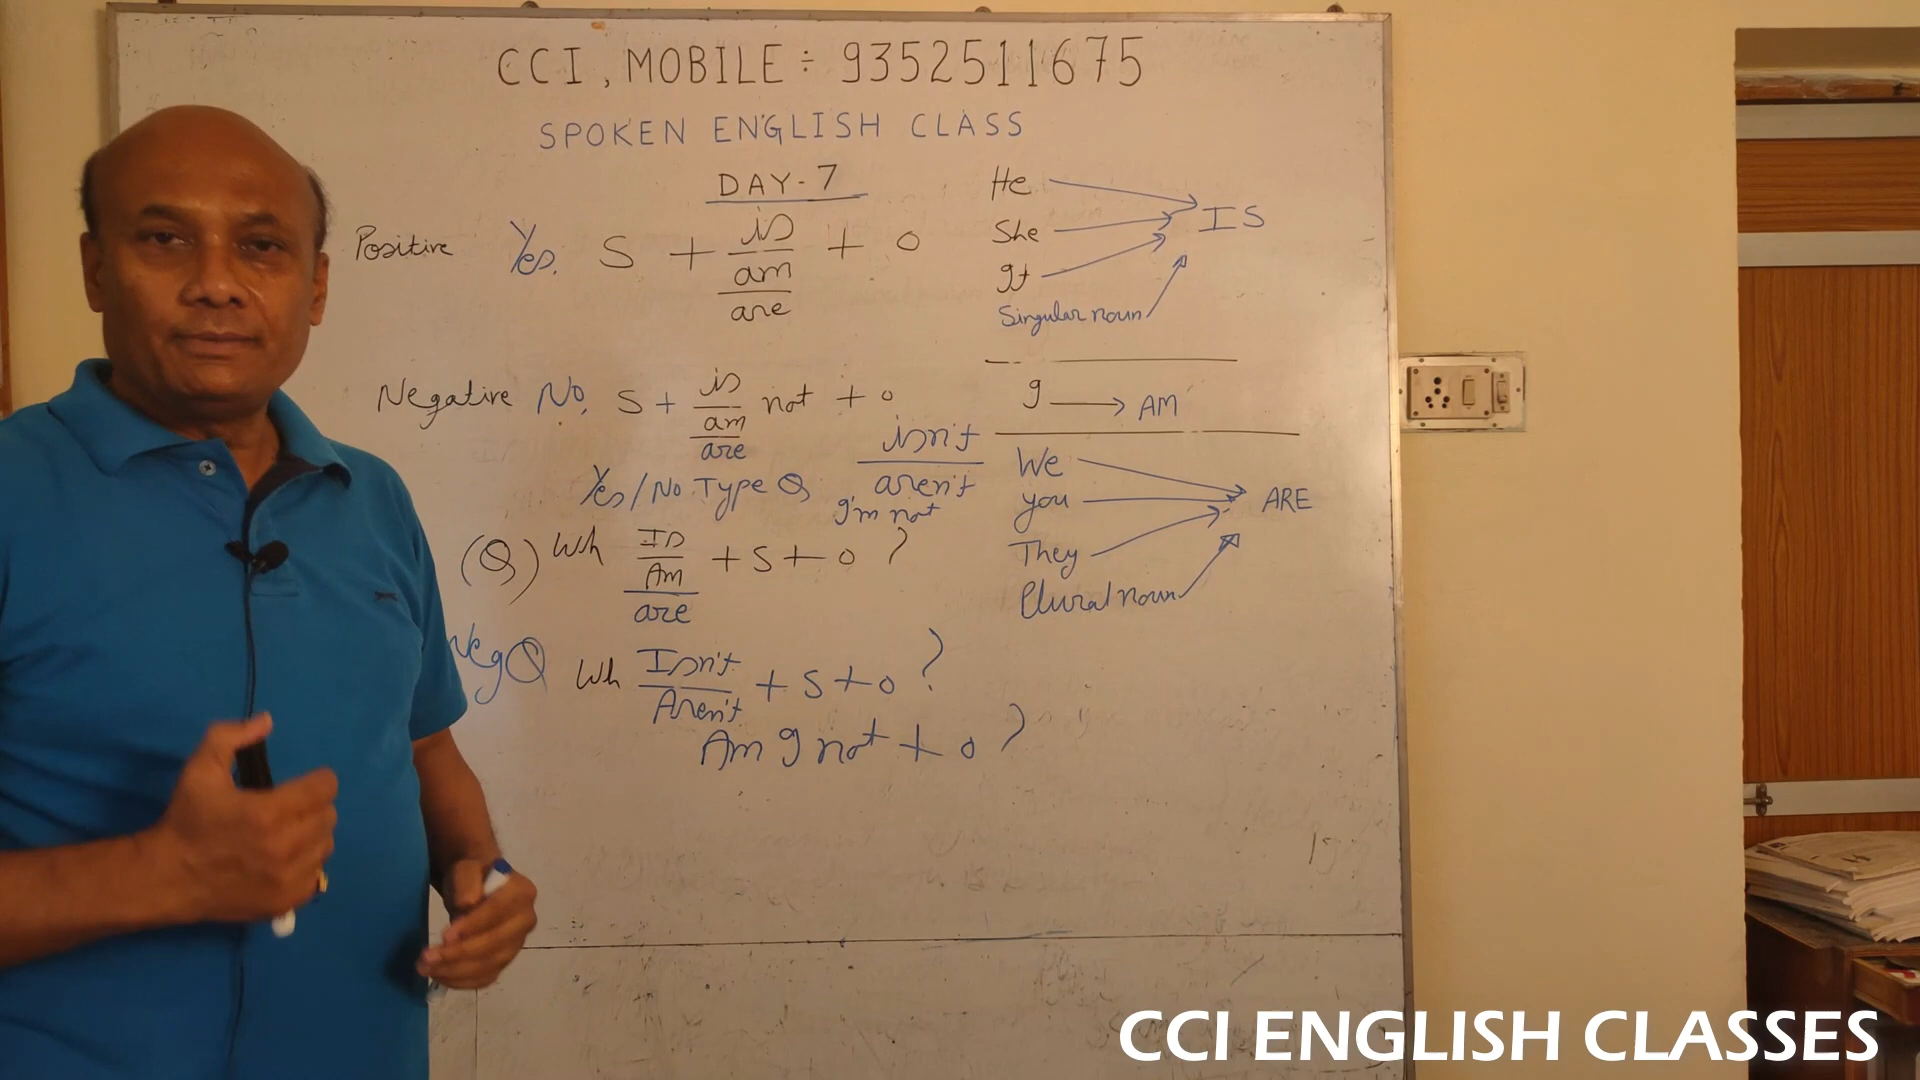 CCI, MOBILE ÷ 9352511675
SPOKEN ENGLISH CLASS
DAY-7
Positive Yes. S + is + o
am
are
Negative No. S + is not + o
am
are
isn't
aren't
I'm not
Yes/No Type Q
(Q) Wh Is + S + o ?
Am
are
Neg Q Wh Isn't + S + o ?
Aren't
Am I not + o ?
He
She
It
Singular noun
IS
I → AM
We
You
They
Plural noun
ARE
CCI ENGLISH CLASSES